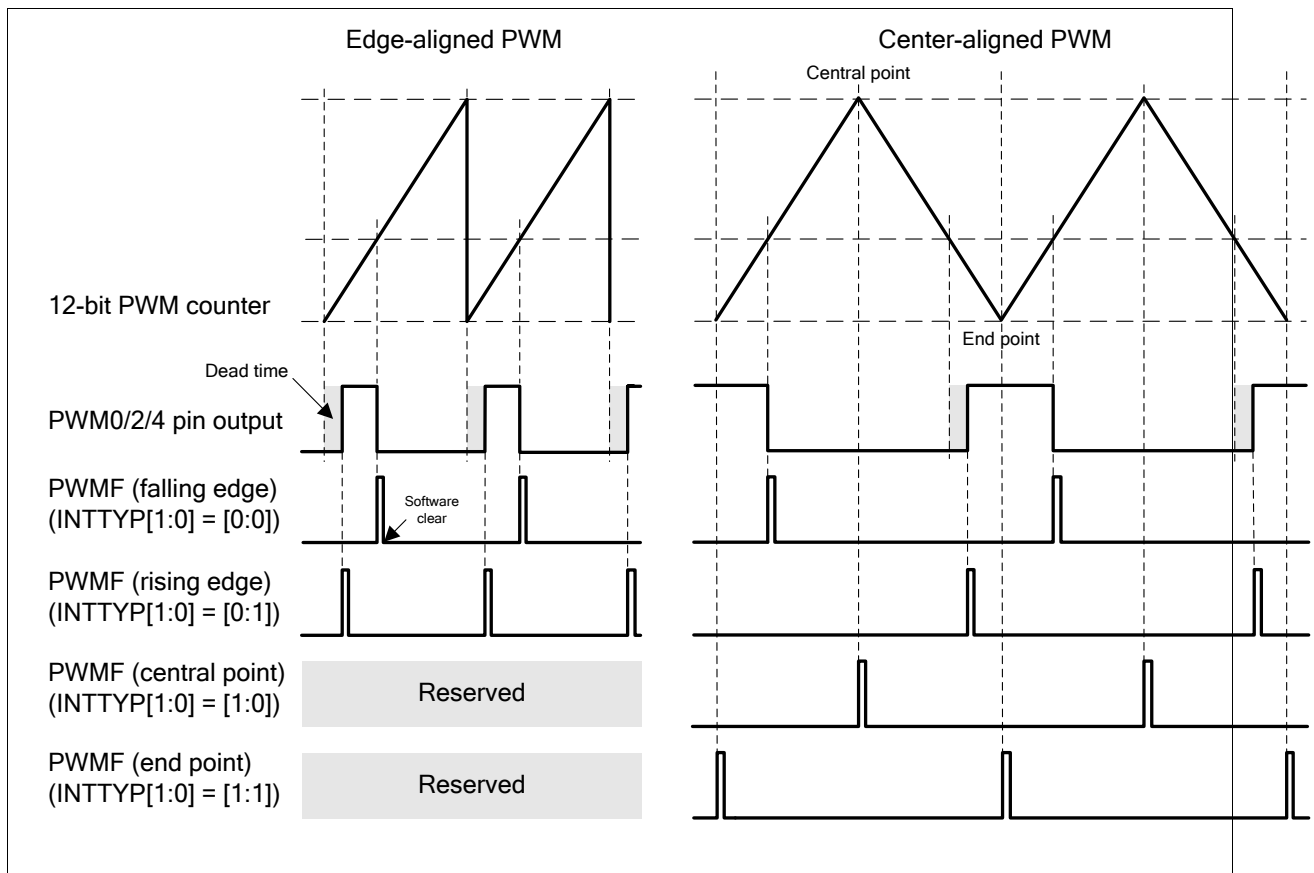 Edge-aligned PWM
Center-aligned PWM
Central point
12-bit PWM counter
End point
Dead time
PWM0/2/4 pin output
PWMF (falling edge)
(INTTYP[1:0] = [0:0])
Software
clear
PWMF (rising edge)
(INTTYP[1:0] = [0:1])
PWMF (central point)
(INTTYP[1:0] = [1:0])
Reserved
PWMF (end point)
(INTTYP[1:0] = [1:1])
Reserved